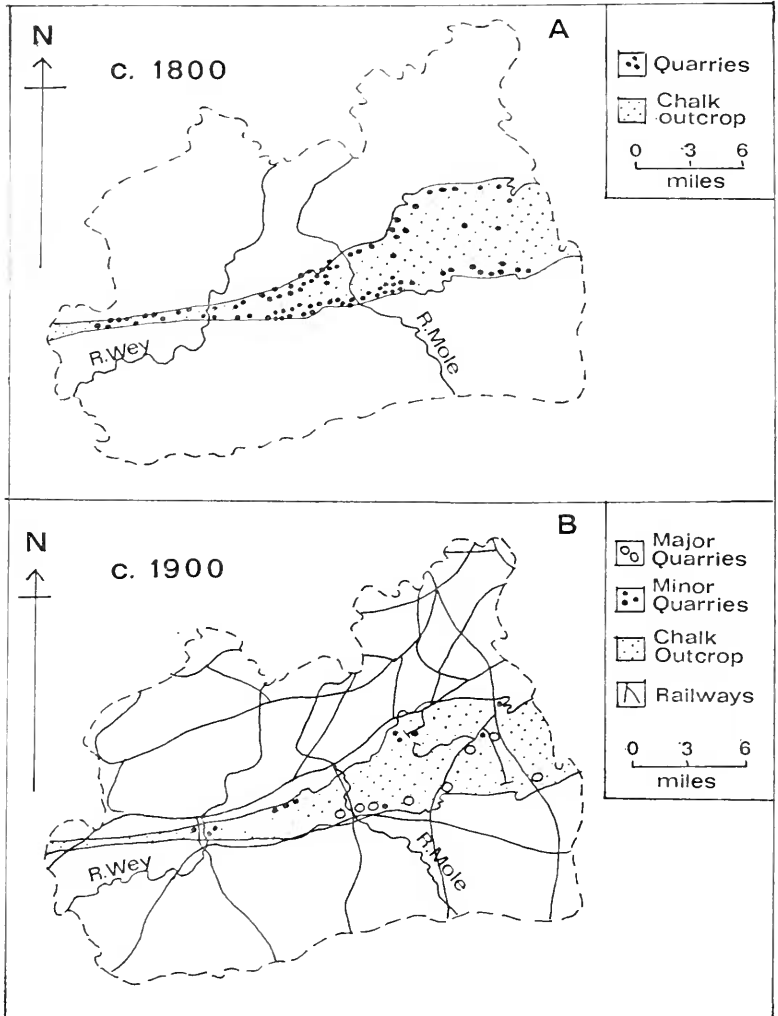 A
N
c. 1800
Quarries
Chalk
outcrop
0 3 6
miles
R.Wey
R.Mole
B
N
c. 1900
Major
Quarries
Minor
Quarries
Chalk
Outcrop
Railways
0 3 6
miles
R.Wey
R.Mole